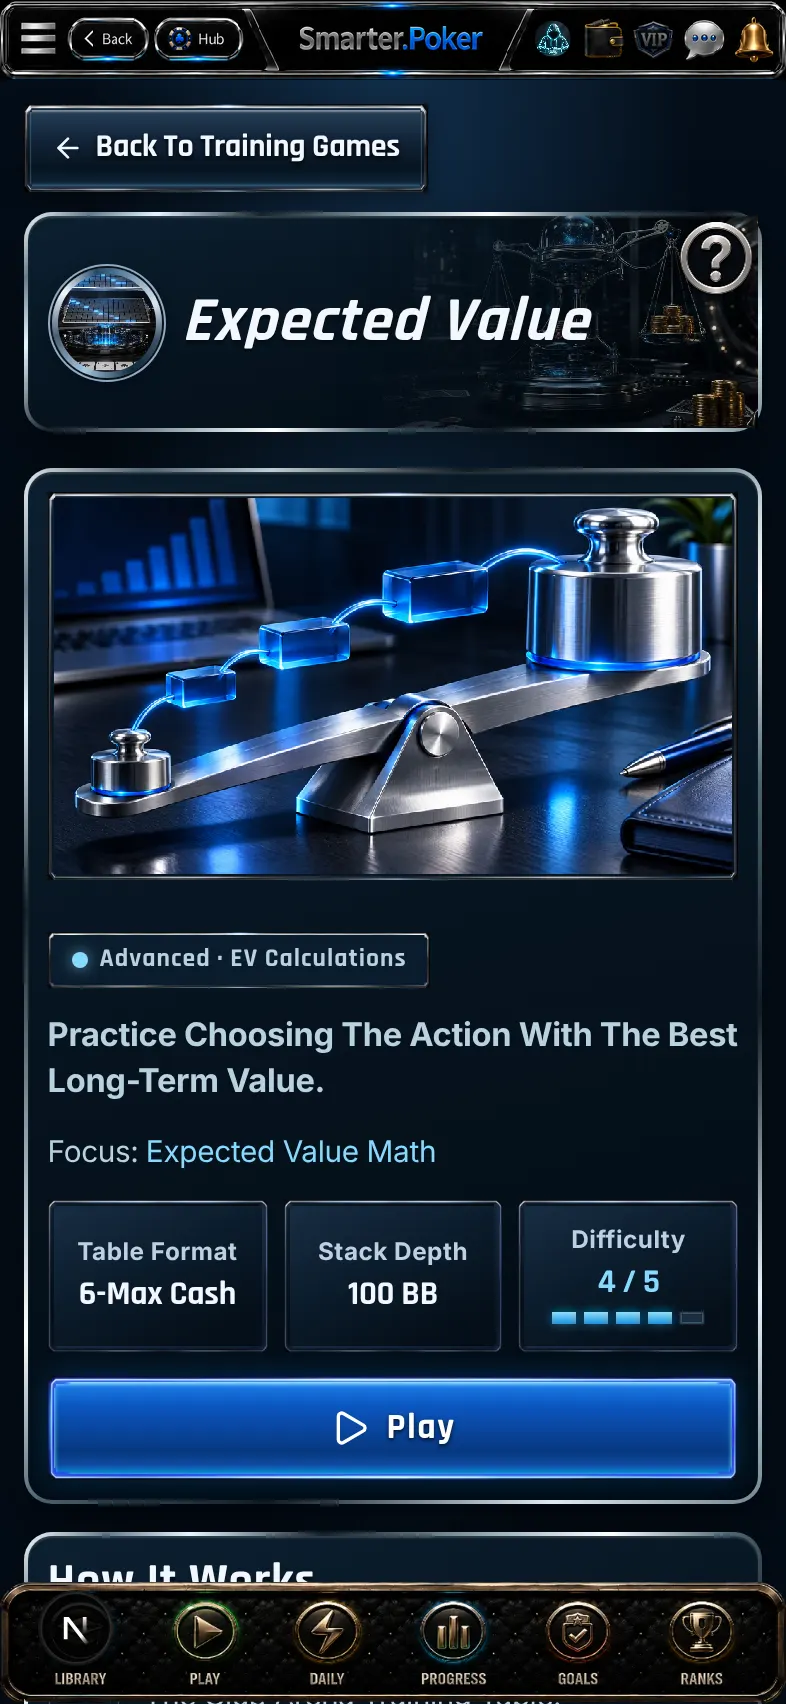 Back
Hub
Smarter.Poker
VIP
Back To Training Games
?
Expected Value
Advanced · EV Calculations
Practice Choosing The Action With The Best
Long-Term Value.
Focus: Expected Value Math
Table Format
6-Max Cash
Stack Depth
100 BB
Difficulty
4 / 5
Play
How It Works
N
LIBRARY
PLAY
DAILY
PROGRESS
GOALS
RANKS